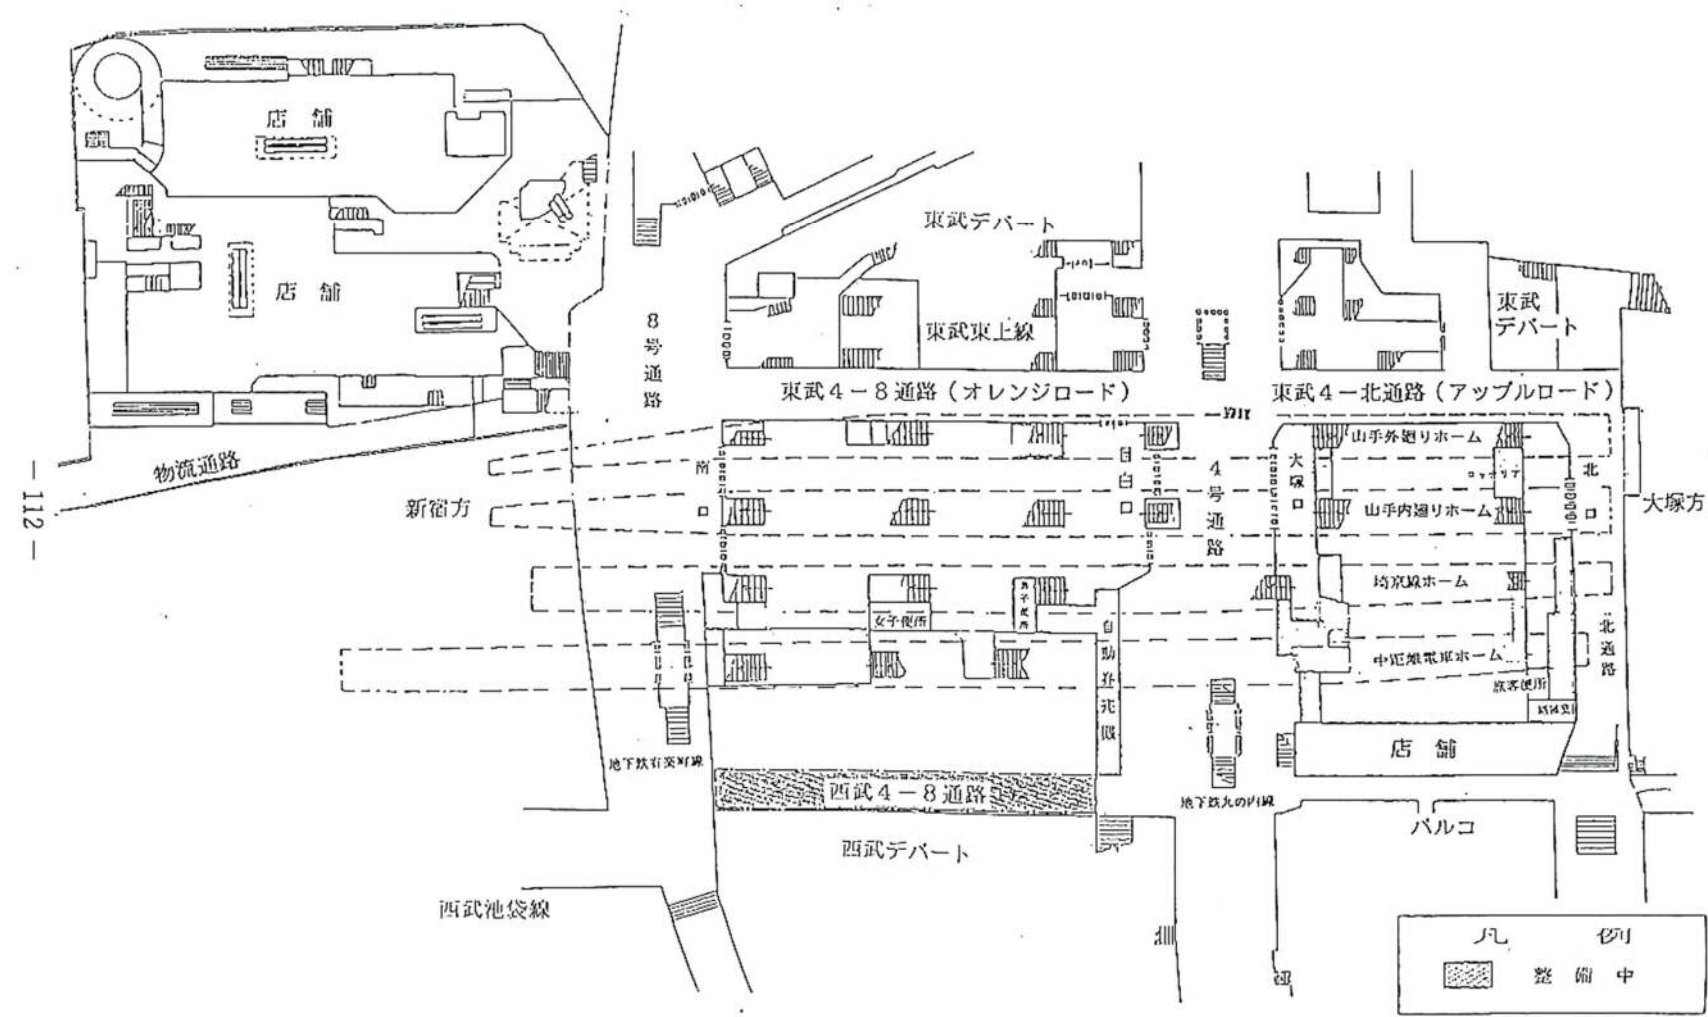 店舗
店舗
東武デパート
東武東上線
東武
デパート
8号通路
東武4−8通路（オレンジロード）
東武4−北通路（アップルロード）
物流通路
新宿方
南口
目白口
4号通路
大塚口
山手外廻りホーム
山手内廻りホーム
埼京線ホーム
中距離電車ホーム
北口
大塚方
北通路
女子便所
男子便所
旅客便所
地下鉄有楽町線
西武4−8通路
地下鉄丸の内線
店舗
パルコ
西武デパート
西武池袋線
凡例
整備中
— 112 —